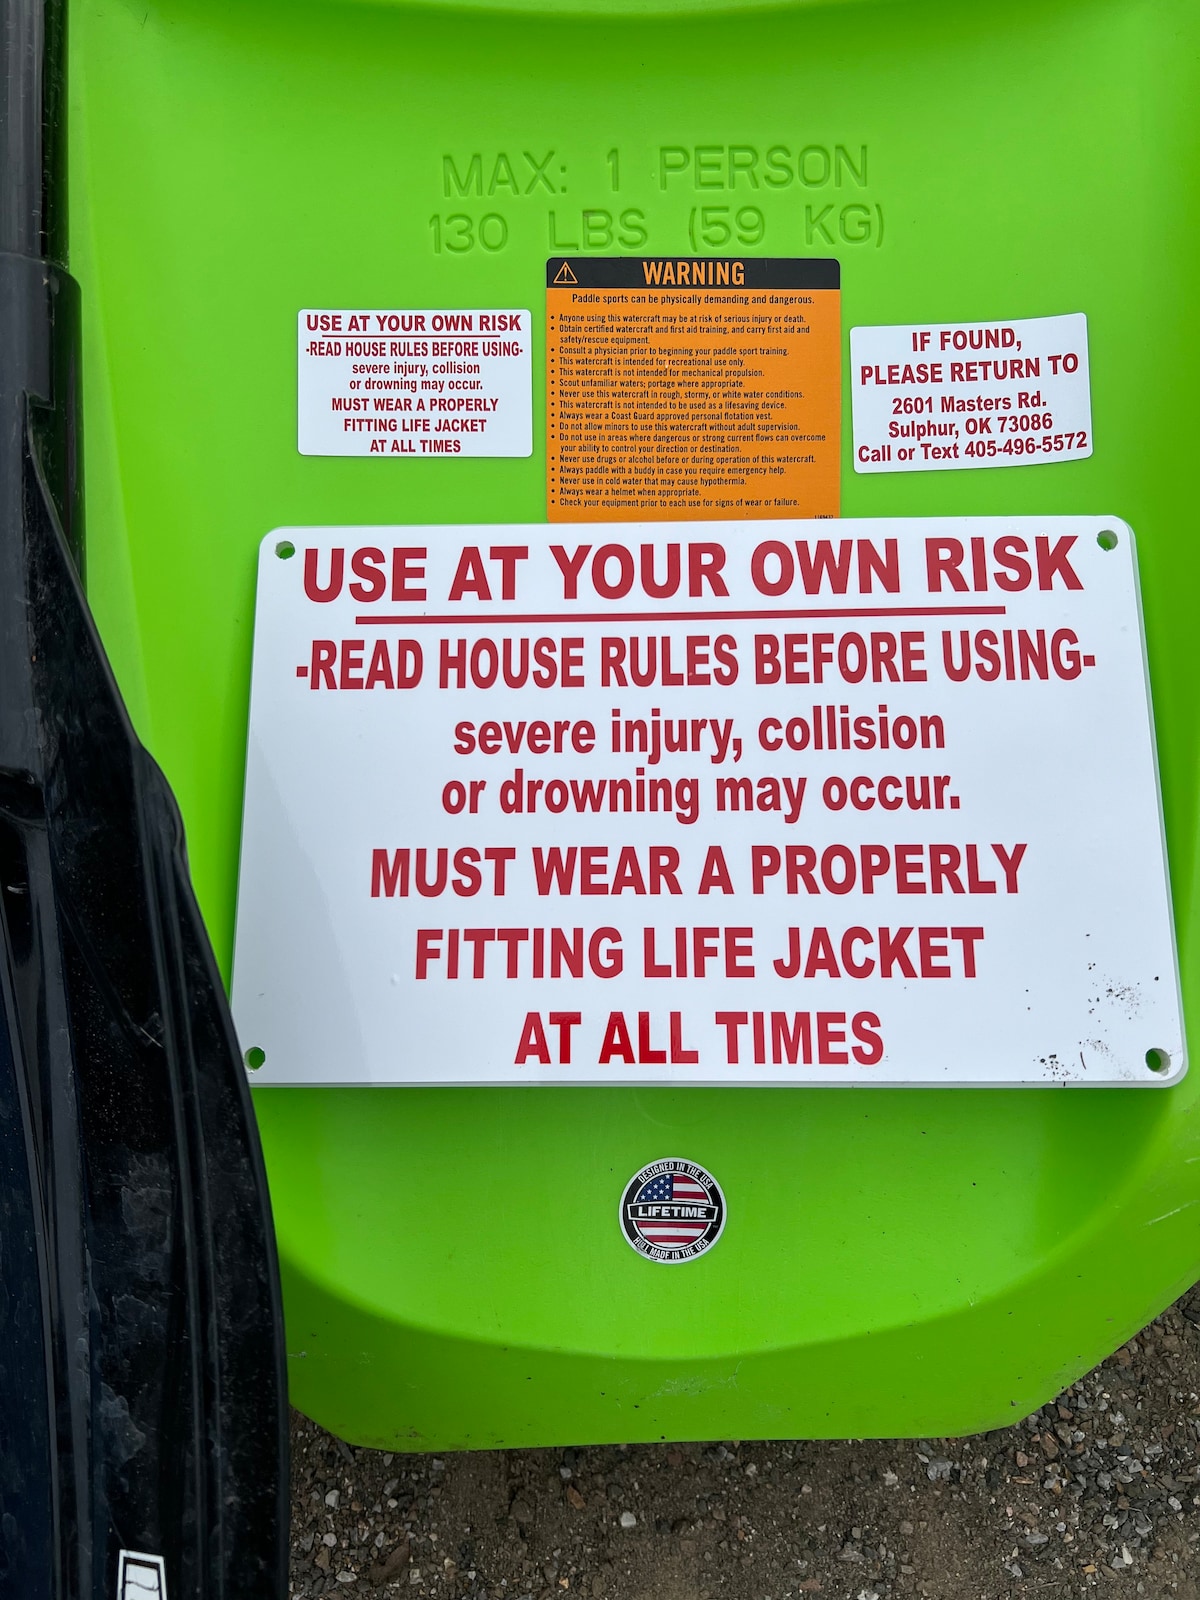 MAX: 1 PERSON
130 LBS (59 KG)
WARNING
Paddle sports can be physically demanding and dangerous.
• Anyone using this watercraft may be at risk of serious injury or death.
• Obtain certified watercraft and first aid training, and carry first aid and
safety/rescue equipment.
• Consult a physician prior to beginning your paddle sport training.
• This watercraft is intended for recreational use only.
• This watercraft is not intended for mechanical propulsion.
• Scout unfamiliar waters; portage where appropriate.
• Never use this watercraft in rough, stormy, or white water conditions.
• This watercraft is not intended to be used as a lifesaving device.
• Always wear a Coast Guard approved personal flotation vest.
• Do not allow minors to use this watercraft without adult supervision.
• Do not use in areas where dangerous or strong current flows can overcome
your ability to control your direction or destination.
• Never use drugs or alcohol before or during operation of this watercraft.
• Always paddle with a buddy in case you require emergency help.
• Never use in cold water that may cause hypothermia.
• Always wear a helmet when appropriate.
• Check your equipment prior to each use for signs of wear or failure.
USE AT YOUR OWN RISK
-READ HOUSE RULES BEFORE USING-
severe injury, collision
or drowning may occur.
MUST WEAR A PROPERLY
FITTING LIFE JACKET
AT ALL TIMES
IF FOUND,
PLEASE RETURN TO
2601 Masters Rd.
Sulphur, OK 73086
Call or Text 405-496-5572
USE AT YOUR OWN RISK
-READ HOUSE RULES BEFORE USING-
severe injury, collision
or drowning may occur.
MUST WEAR A PROPERLY
FITTING LIFE JACKET
AT ALL TIMES
DESIGNED IN THE USA
LIFETIME
HULL MADE IN THE USA